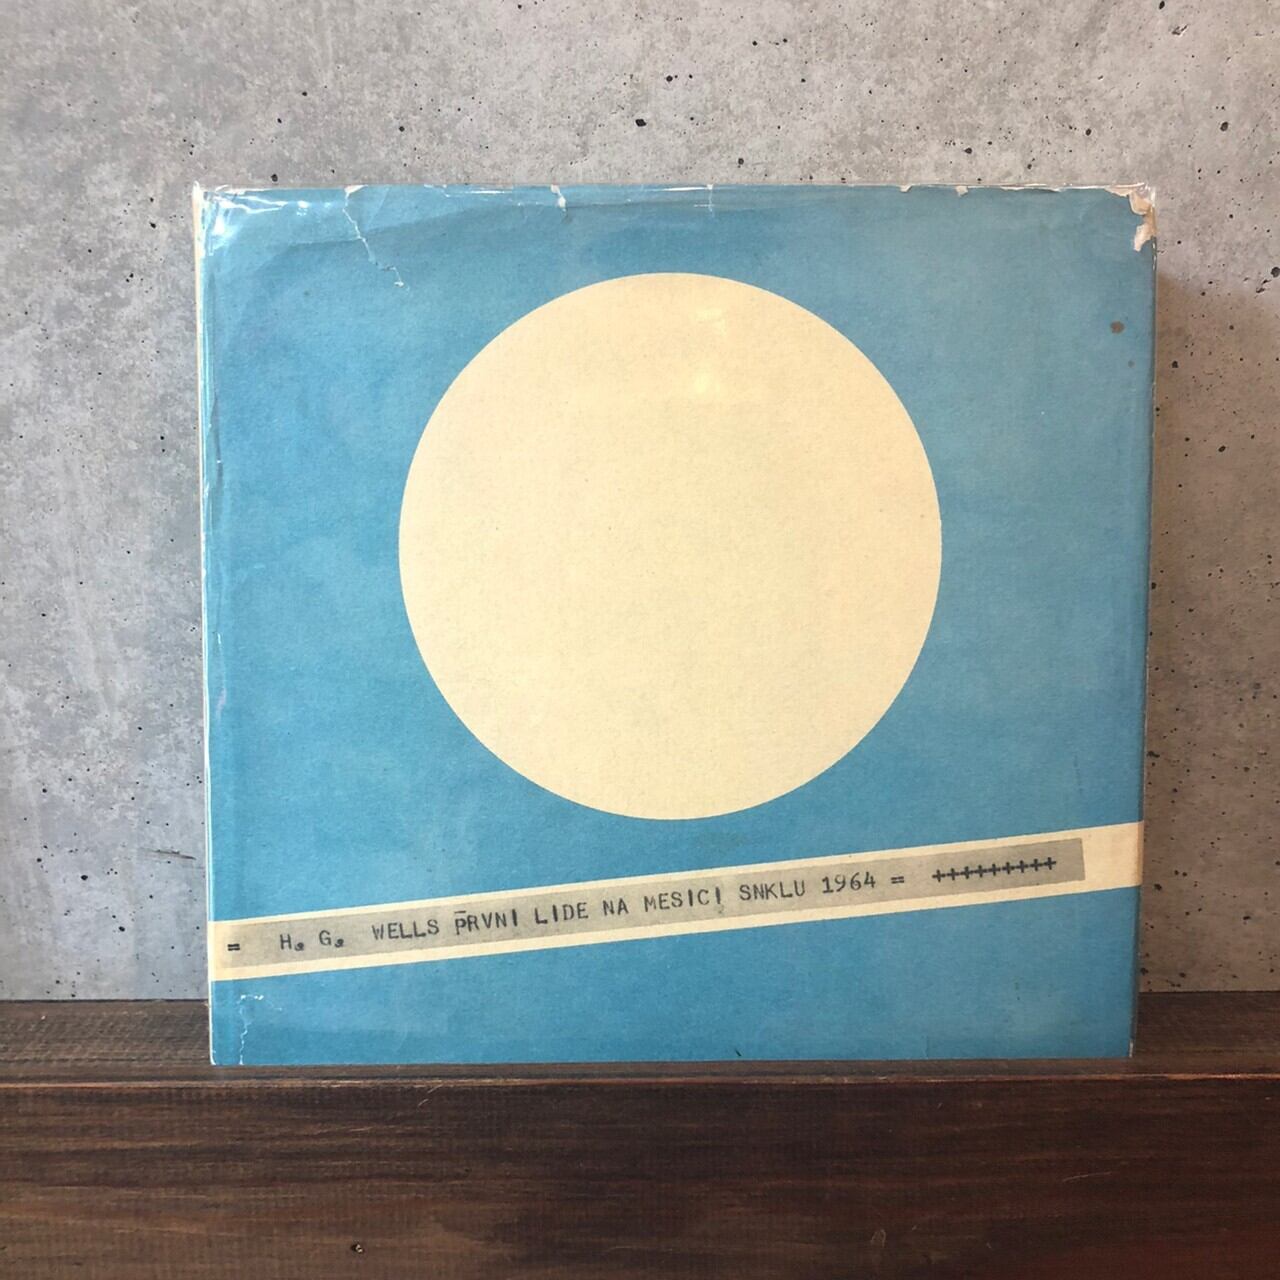 = H. G. WELLS PRVNI LIDE NA MESICI SNKLU 1964 = +++++++++